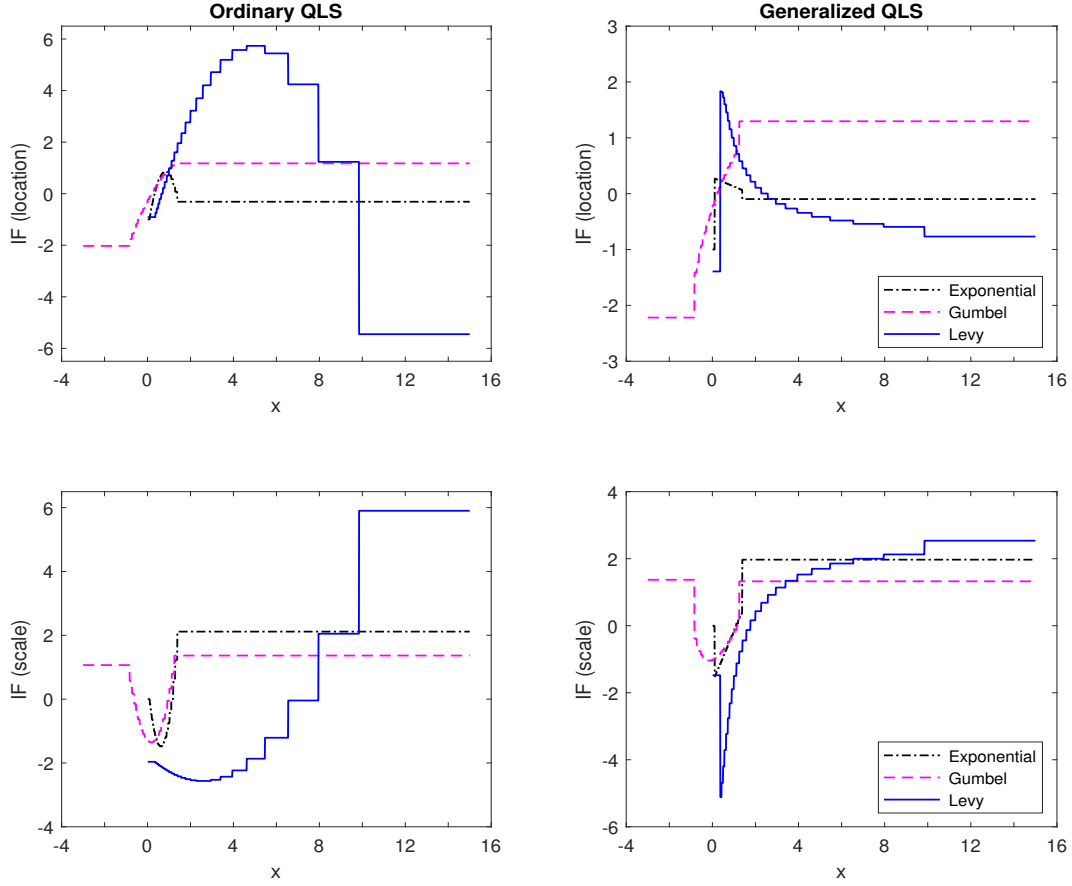 Ordinary QLS
6
4
2
0
-2
-4
-6
IF (location)
-4 0 4 8 12 16
x
Generalized QLS
3
2
1
0
-1
-2
-3
IF (location)
-4 0 4 8 12 16
x
Exponential
Gumbel
Levy
6
4
2
0
-2
-4
IF (scale)
-4 0 4 8 12 16
x
4
2
0
-2
-4
-6
IF (scale)
-4 0 4 8 12 16
x
Exponential
Gumbel
Levy